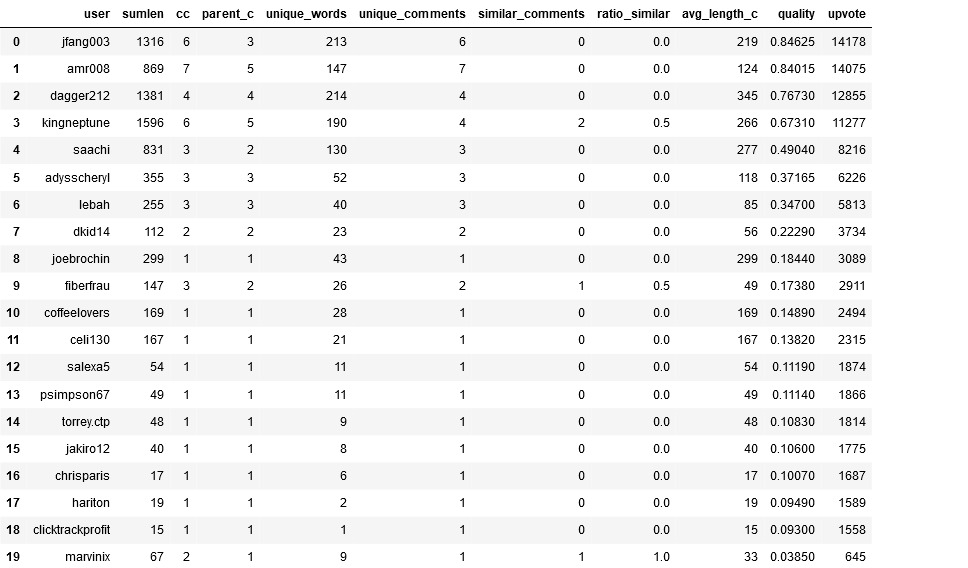 user sumlen cc parent_c unique_words unique_comments similar_comments ratio_similar avg_length_c quality upvote
0 jfang003 1316 6 3 213 6 0 0.0 219 0.84625 14178
1 amr008 869 7 5 147 7 0 0.0 124 0.84015 14075
2 dagger212 1381 4 4 214 4 0 0.0 345 0.76730 12855
3 kingneptune 1596 6 5 190 4 2 0.5 266 0.67310 11277
4 saachi 831 3 2 130 3 0 0.0 277 0.49040 8216
5 adysscheryl 355 3 3 52 3 0 0.0 118 0.37165 6226
6 lebah 255 3 3 40 3 0 0.0 85 0.34700 5813
7 dkid14 112 2 2 23 2 0 0.0 56 0.22290 3734
8 joebrochin 299 1 1 43 1 0 0.0 299 0.18440 3089
9 fiberfrau 147 3 2 26 2 1 0.5 49 0.17380 2911
10 coffeelovers 169 1 1 28 1 0 0.0 169 0.14890 2494
11 celi130 167 1 1 21 1 0 0.0 167 0.13820 2315
12 salexa5 54 1 1 11 1 0 0.0 54 0.11190 1874
13 psimpson67 49 1 1 11 1 0 0.0 49 0.11140 1866
14 torrey.ctp 48 1 1 9 1 0 0.0 48 0.10830 1814
15 jakiro12 40 1 1 8 1 0 0.0 40 0.10600 1775
16 chrisparis 17 1 1 6 1 0 0.0 17 0.10070 1687
17 hariton 19 1 1 2 1 0 0.0 19 0.09490 1589
18 clicktrackprofit 15 1 1 1 1 0 0.0 15 0.09300 1558
19 marvinix 67 2 1 9 1 1 1.0 33 0.03850 645